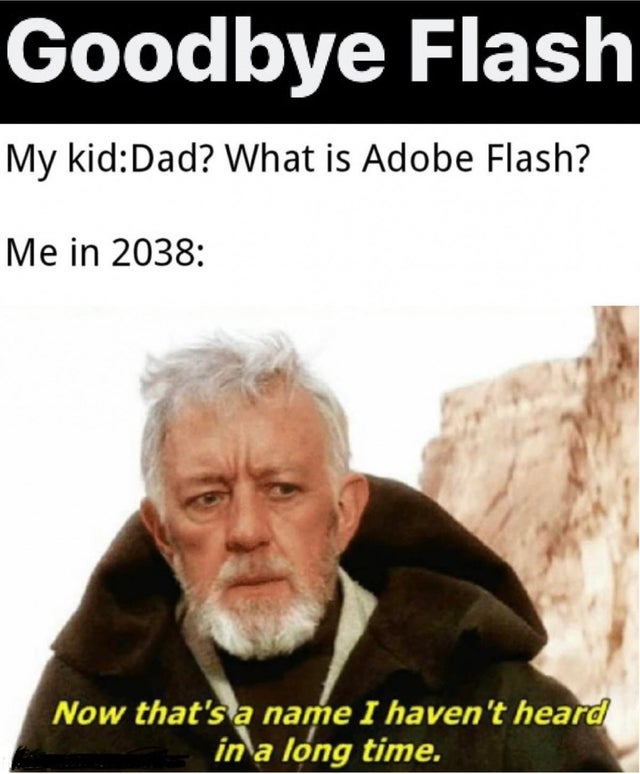 Goodbye Flash
My kid:Dad? What is Adobe Flash?
Me in 2038:
Now that's a name I haven't heard
in a long time.